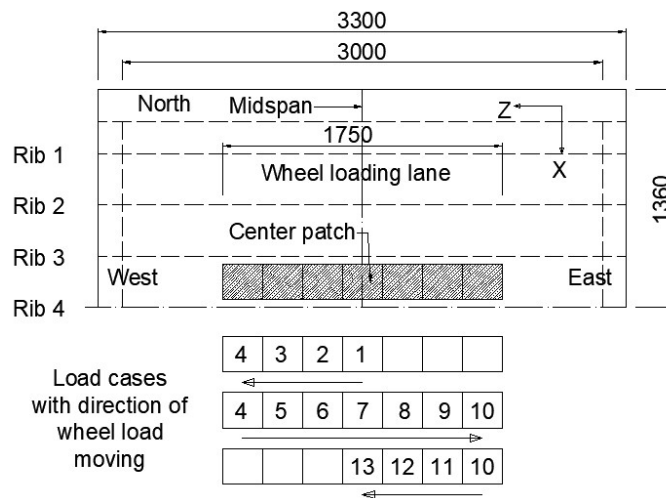 3300
3000
North
Midspan
Z
1750
X
Rib 1
Wheel loading lane
1360
Rib 2
Center patch
Rib 3
West
East
Rib 4
4 3 2 1
Load cases
with direction of
wheel load
moving
4 5 6 7 8 9 10
13 12 11 10